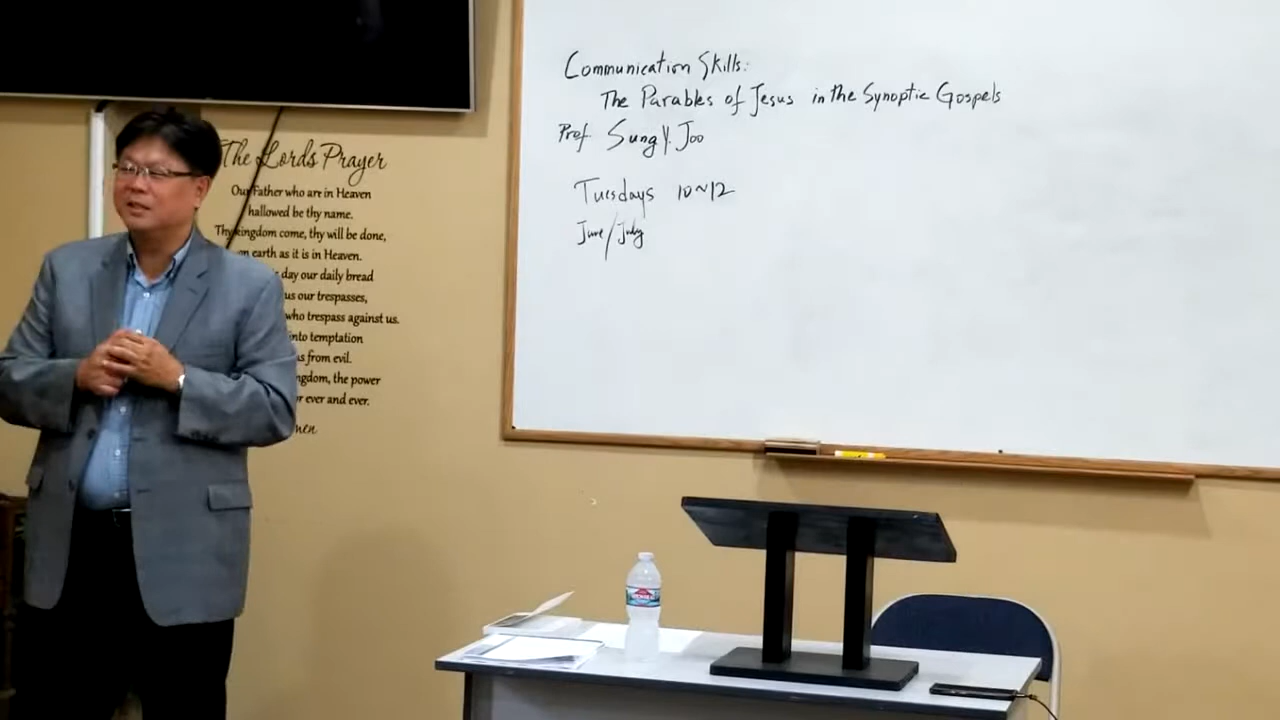 Communication Skills:
The Parables of Jesus in the Synoptic Gospels
Prof Sung Y. Joo
Tuesdays 10~12
June/July
The Lords Prayer
Our Father who are in Heaven
hallowed be thy name.
Thy kingdom come, thy will be done,
on earth as it is in Heaven.
day our daily bread
us our trespasses,
who trespass against us.
into temptation
us from evil.
the power
ever and ever.